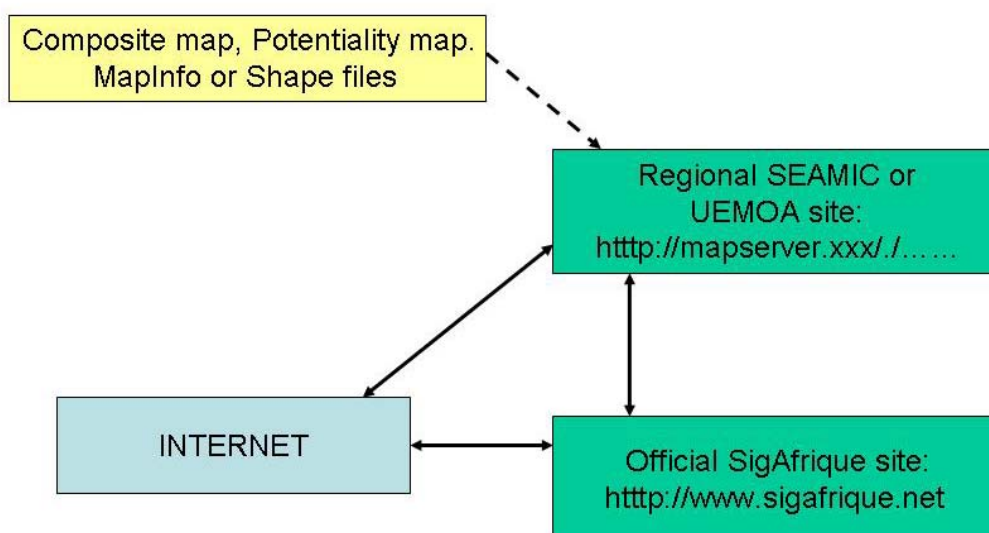 Composite map, Potentiality map.
MapInfo or Shape files
Regional SEAMIC or
UEMOA site:
htttp://mapserver.xxx/./……
INTERNET
Official SigAfrique site:
htttp://www.sigafrique.net